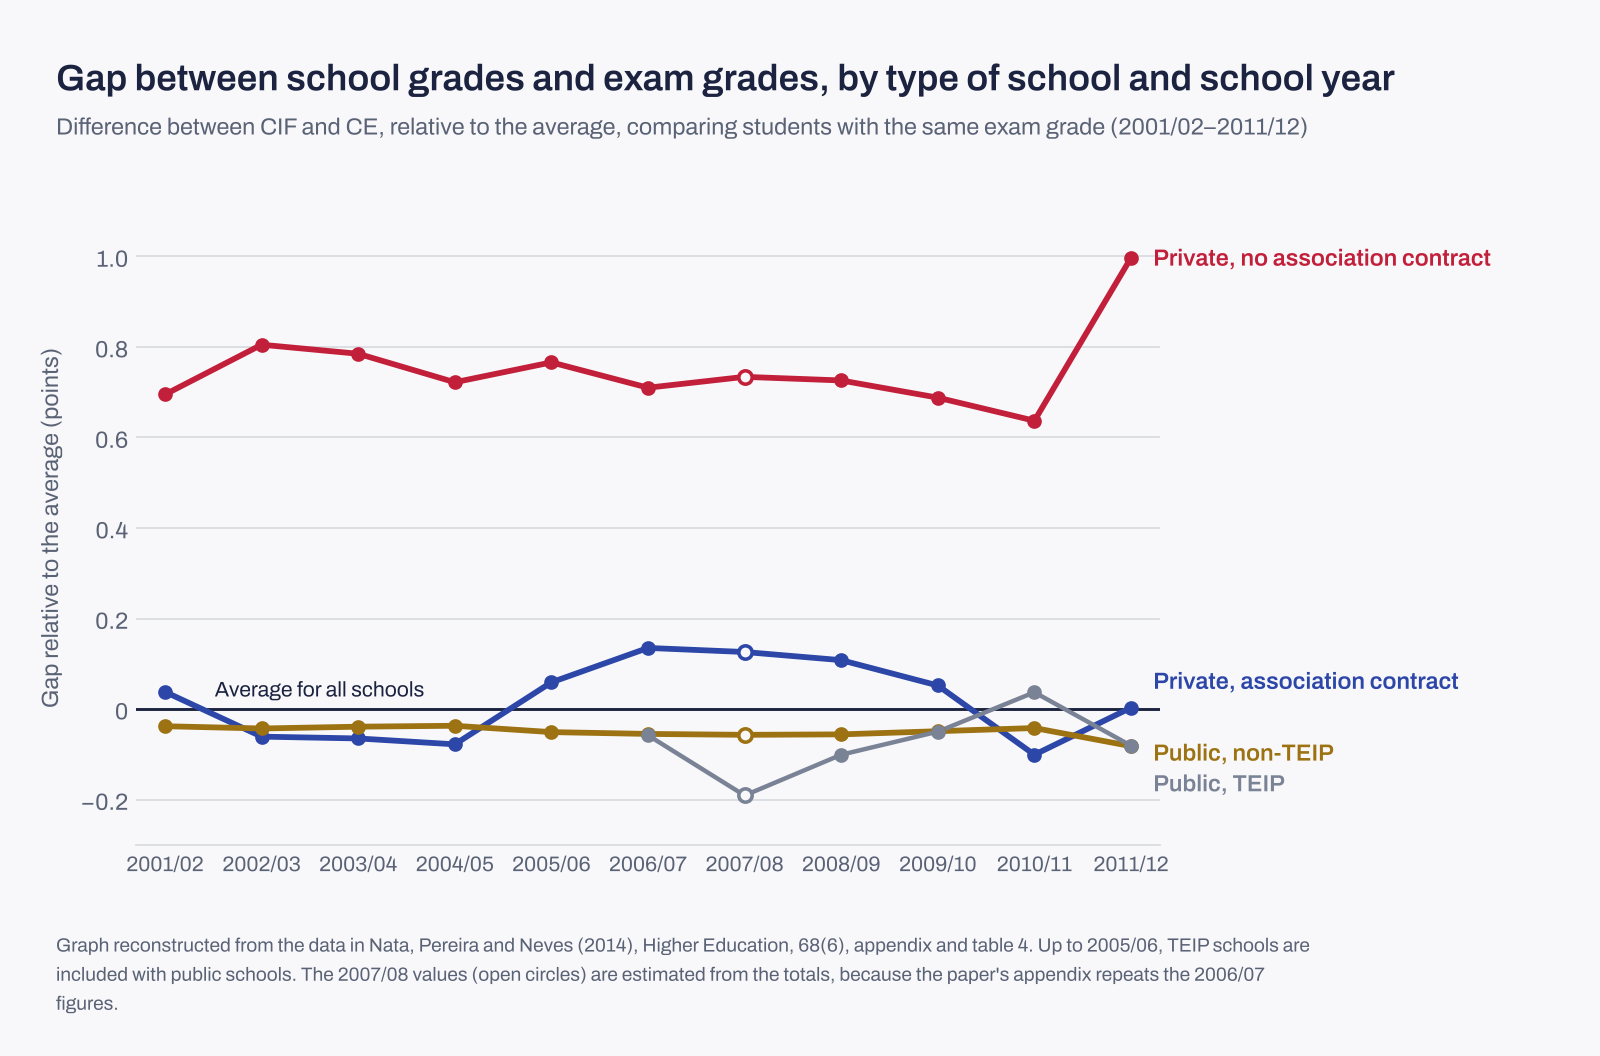 Gap between school grades and exam grades, by type of school and school year
Difference between CIF and CE, relative to the average, comparing students with the same exam grade (2001/02–2011/12)
Gap relative to the average (points)
1.0
0.8
0.6
0.4
0.2
0
−0.2
Average for all schools
Private, no association contract
Private, association contract
Public, non-TEIP
Public, TEIP
2001/02 2002/03 2003/04 2004/05 2005/06 2006/07 2007/08 2008/09 2009/10 2010/11 2011/12
Graph reconstructed from the data in Nata, Pereira and Neves (2014), Higher Education, 68(6), appendix and table 4. Up to 2005/06, TEIP schools are
included with public schools. The 2007/08 values (open circles) are estimated from the totals, because the paper's appendix repeats the 2006/07
figures.